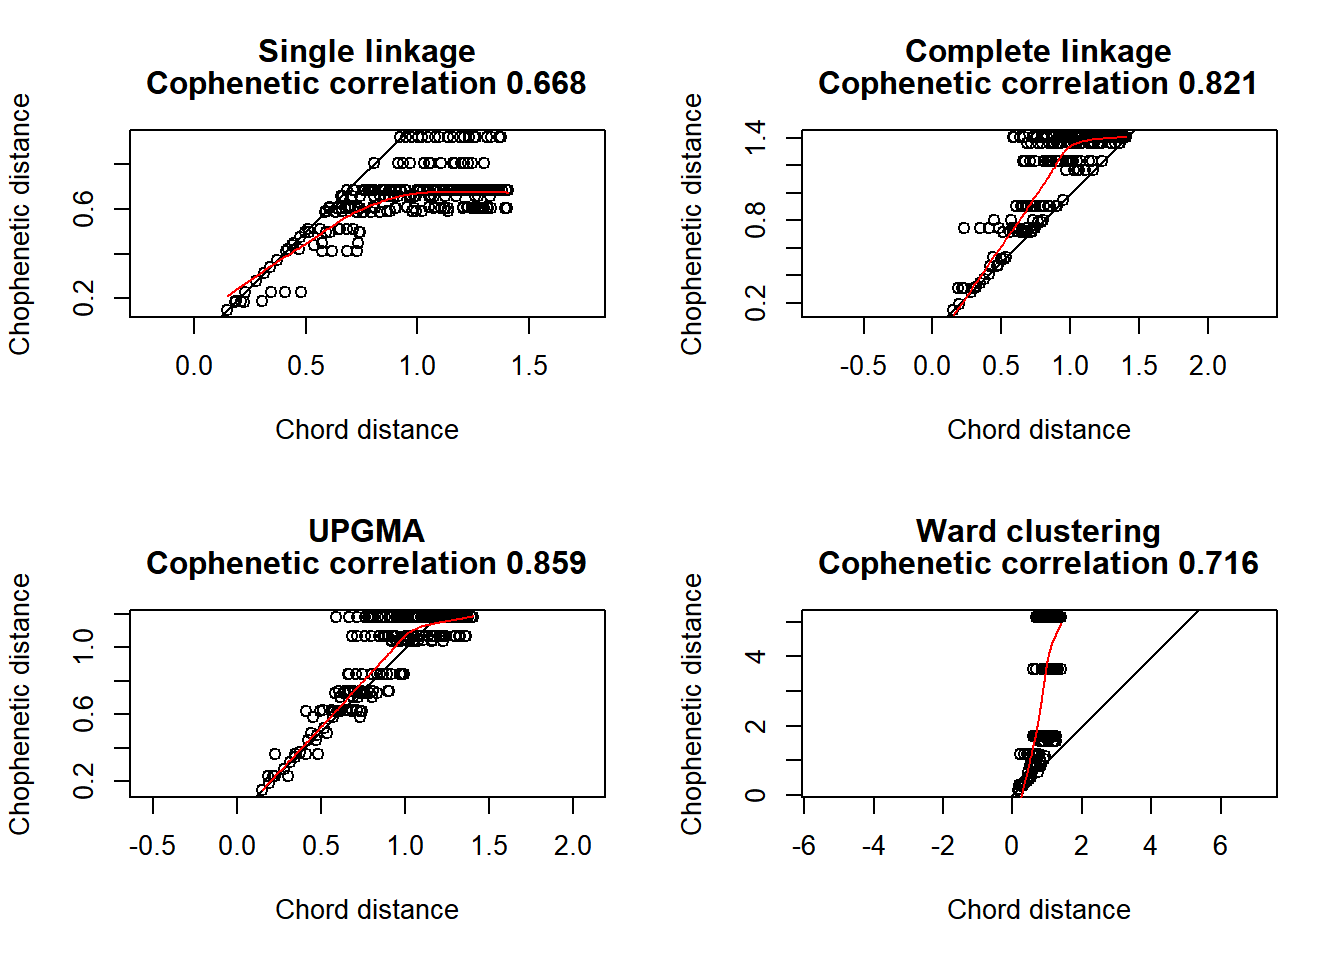 Single linkage
Cophenetic correlation 0.668
Chophenetic distance
0.2
0.6
0.0
0.5
1.0
1.5
Chord distance
Complete linkage
Cophenetic correlation 0.821
Chophenetic distance
0.2
0.8
1.4
-0.5
0.0
0.5
1.0
1.5
2.0
Chord distance
UPGMA
Cophenetic correlation 0.859
Chophenetic distance
0.2
0.6
1.0
-0.5
0.0
0.5
1.0
1.5
2.0
Chord distance
Ward clustering
Cophenetic correlation 0.716
Chophenetic distance
0
2
4
-6
-4
-2
0
2
4
6
Chord distance